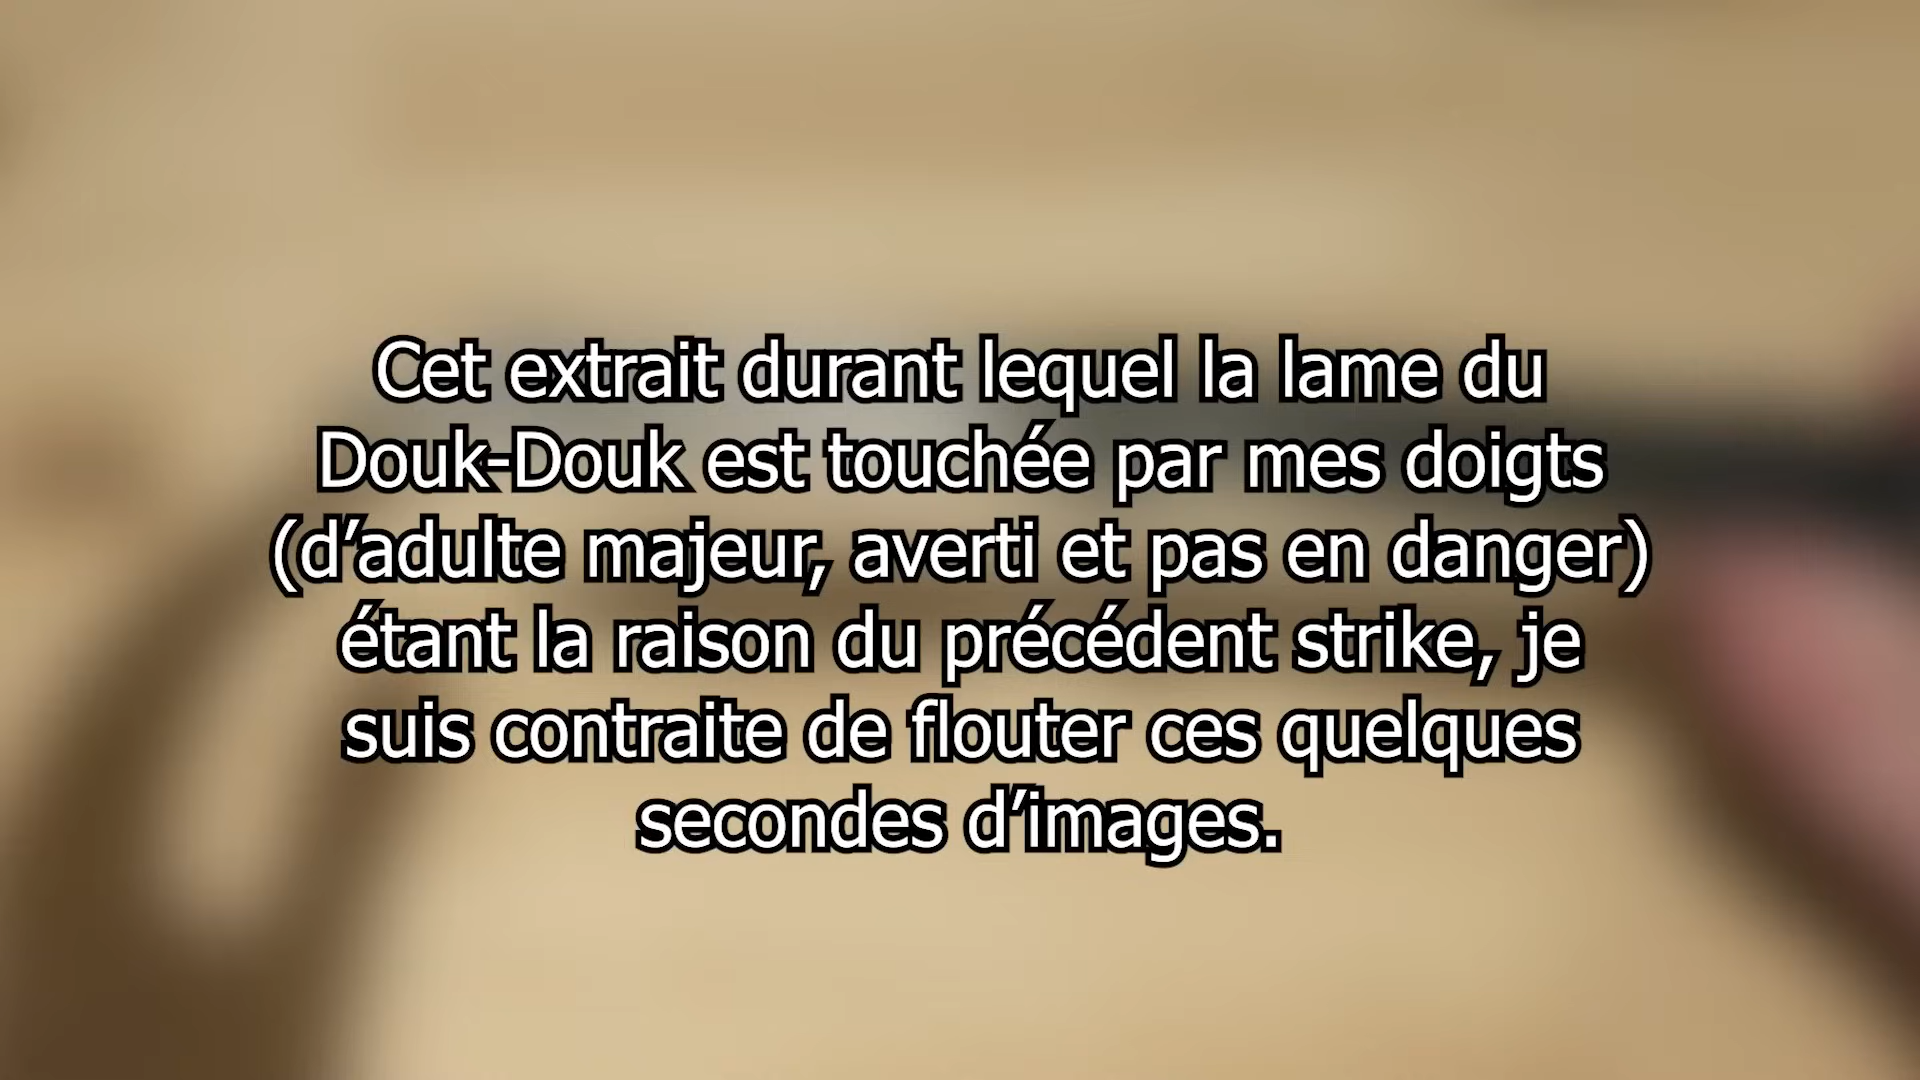 Cet extrait durant lequel la lame du
Douk-Douk est touchée par mes doigts
(d’adulte majeur, averti et pas en danger)
étant la raison du précédent strike, je
suis contraite de flouter ces quelques
secondes d’images.